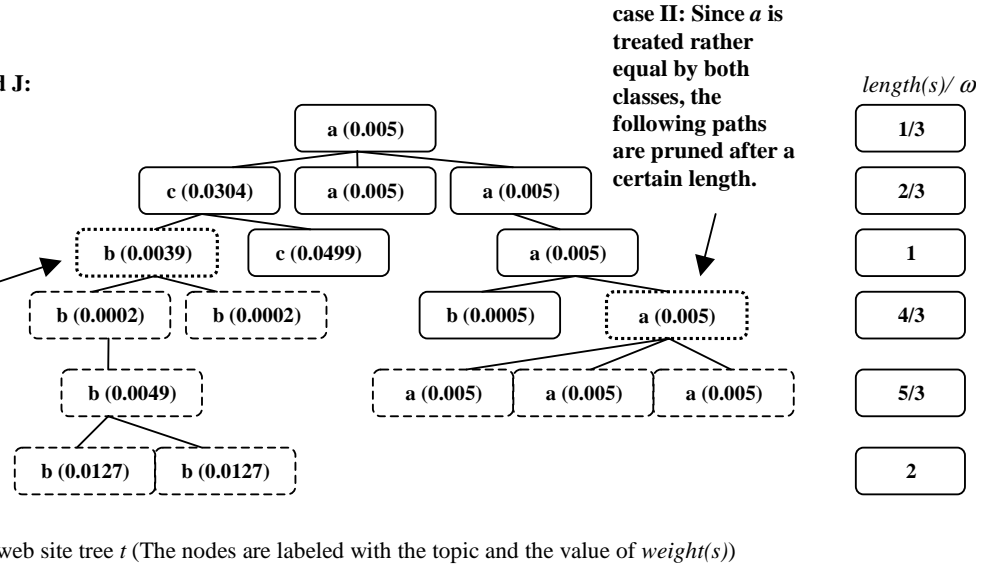 case II: Since a is
treated rather
equal by both
classes, the
following paths
are pruned after a
certain length.
J:
length(s)/ ω
a (0.005)
1/3
c (0.0304) a (0.005) a (0.005)
2/3
b (0.0039) c (0.0499) a (0.005)
1
b (0.0002) b (0.0002) b (0.0005) a (0.005)
4/3
b (0.0049) a (0.005) a (0.005) a (0.005)
5/3
b (0.0127) b (0.0127)
2
web site tree t (The nodes are labeled with the topic and the value of weight(s))